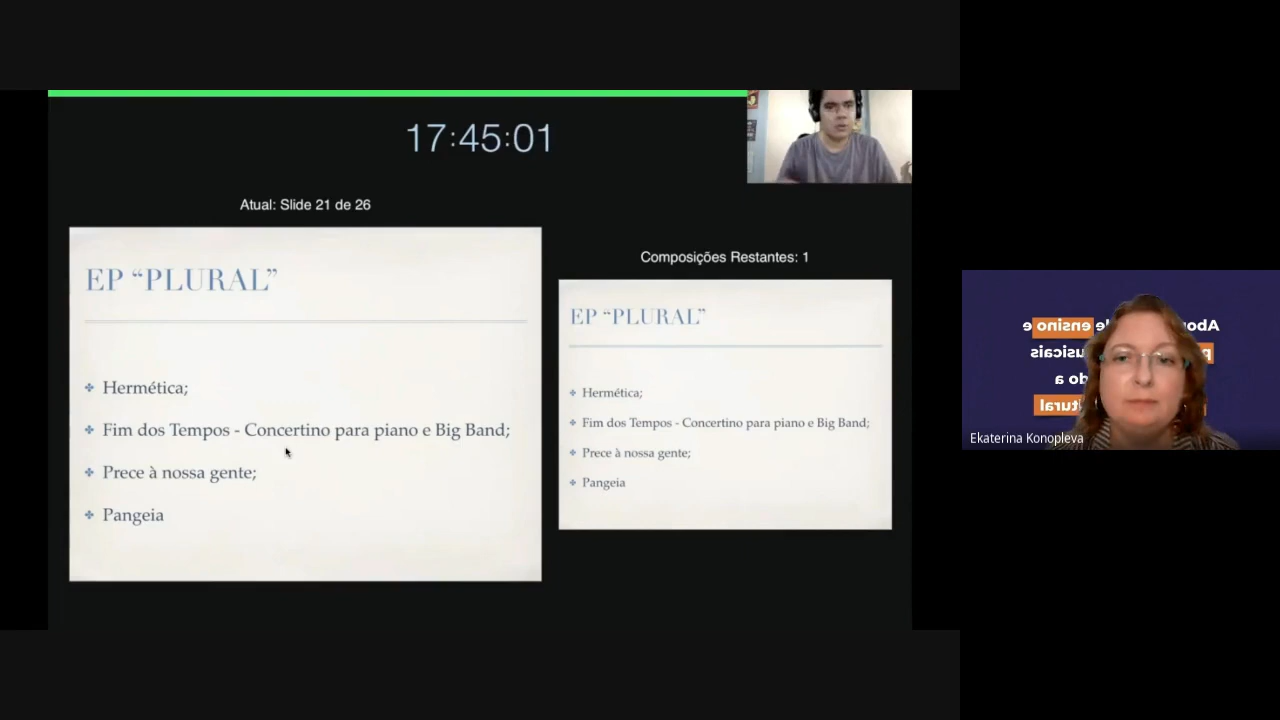 17:45:01
Atual: Slide 21 de 26
EP “PLURAL”
Hermética;
Fim dos Tempos - Concertino para piano e Big Band;
Prece à nossa gente;
Pangeia
Composições Restantes: 1
EP “PLURAL”
Hermética;
Fim dos Tempos - Concertino para piano e Big Band;
Prece à nossa gente;
Pangeia
ensino e
a
Ekaterina Konopleva